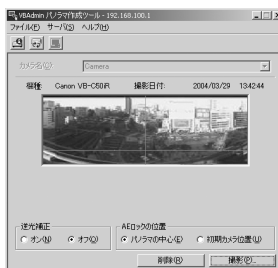 VBAdmin パノラマ作成ツール - 192.168.100.1
ファイル(F) サーバ(S) ヘルプ(H)
カメラ名(C) Camera
機種 Canon VB-C50iR 撮影日付: 2004/03/29 13:42:44
逆光補正 AEロックの位置
オン(N) オフ(O) パノラマの中心(E) 初期カメラ位置(U)
削除(R) 撮影(P)...